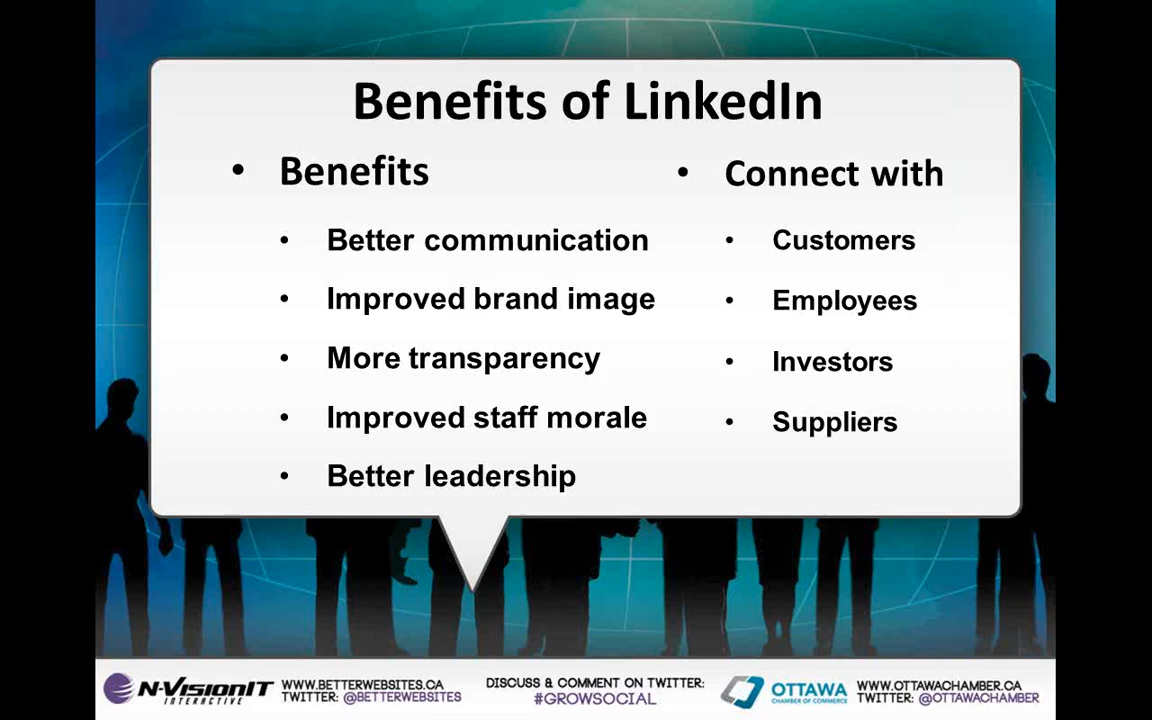 Benefits of LinkedIn
• Benefits
• Better communication
• Improved brand image
• More transparency
• Improved staff morale
• Better leadership
• Connect with
• Customers
• Employees
• Investors
• Suppliers
N-VISIONIT
INTERACTIVE
WWW.BETTERWEBSITES.CA
TWITTER: @BETTERWEBSITES
DISCUSS & COMMENT ON TWITTER:
#GROWSOCIAL
OTTAWA
CHAMBER OF COMMERCE
WWW.OTTAWACHAMBER.CA
TWITTER: @OTTAWACHAMBER